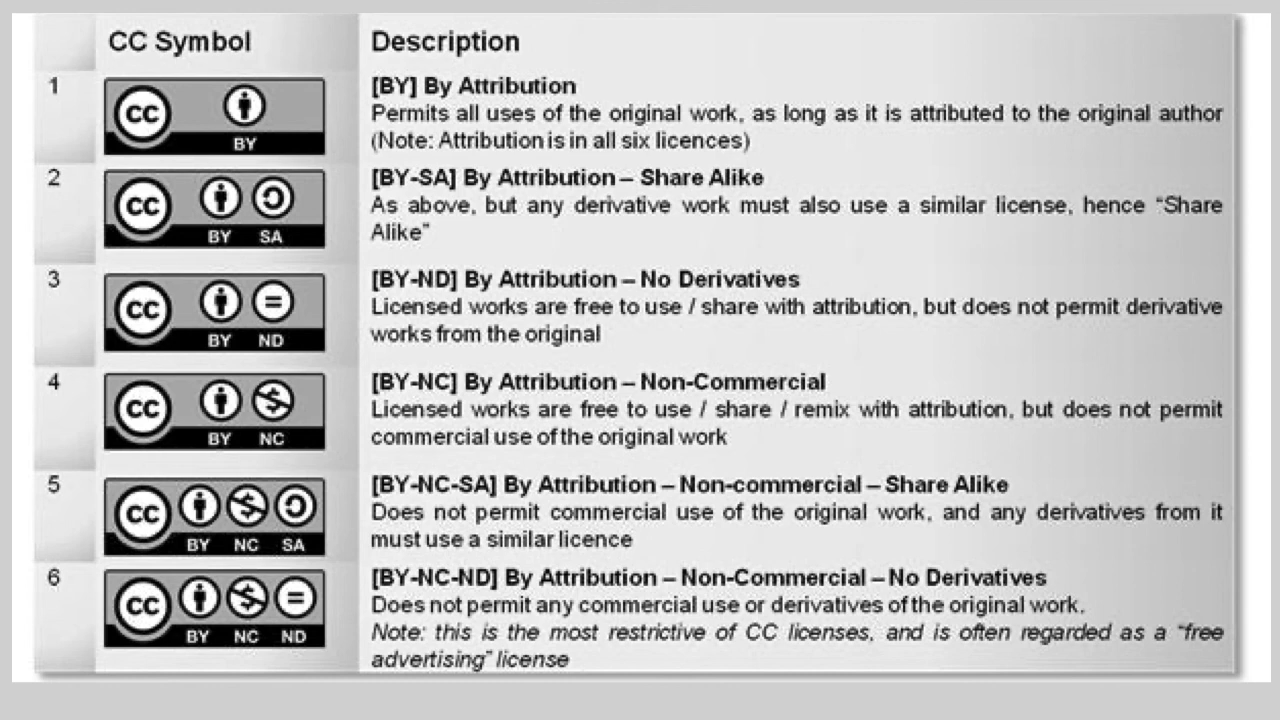 CC Symbol Description
1
CC
BY
[BY] By Attribution
Permits all uses of the original work, as long as it is attributed to the original author
(Note: Attribution is in all six licences)
2
CC
BY SA
[BY-SA] By Attribution – Share Alike
As above, but any derivative work must also use a similar license, hence “Share
Alike”
3
CC
BY ND
[BY-ND] By Attribution – No Derivatives
Licensed works are free to use / share with attribution, but does not permit derivative
works from the original
4
CC
BY NC
[BY-NC] By Attribution – Non-Commercial
Licensed works are free to use / share / remix with attribution, but does not permit
commercial use of the original work
5
CC
BY NC SA
[BY-NC-SA] By Attribution – Non-commercial – Share Alike
Does not permit commercial use of the original work, and any derivatives from it
must use a similar licence
6
CC
BY NC ND
[BY-NC-ND] By Attribution – Non-Commercial – No Derivatives
Does not permit any commercial use or derivatives of the original work.
Note: this is the most restrictive of CC licenses, and is often regarded as a “free
advertising” license